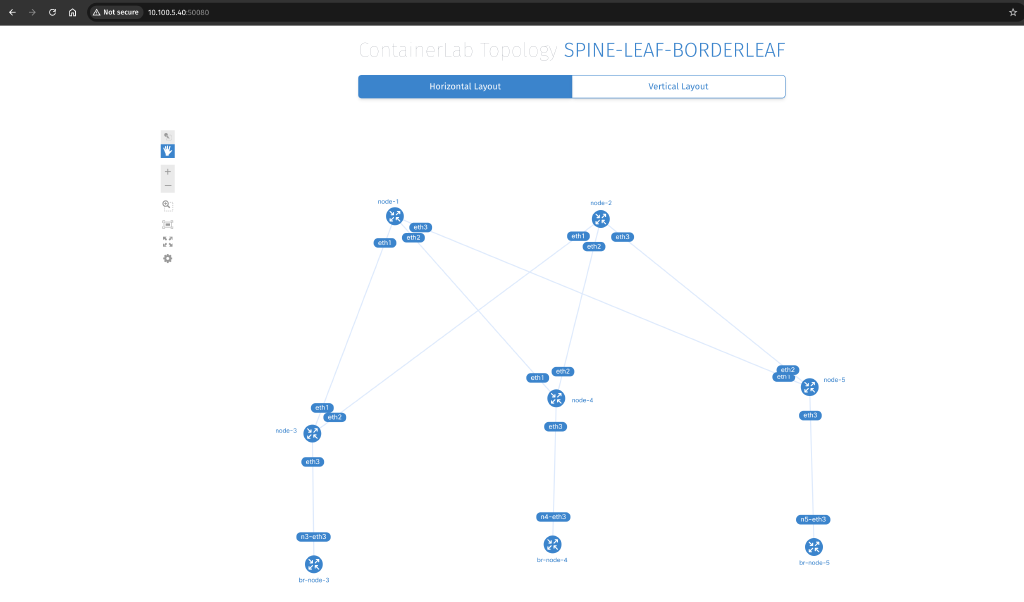 Not secure 10.100.5.40:50080
ContainerLab Topology SPINE-LEAF-BORDERLEAF
Horizontal Layout Vertical Layout
node-1 node-2
eth3
eth1 eth2
eth1 eth2 eth3
eth1 eth2
eth2
eth1
node-5
node-4
eth1
eth2
eth3
eth3
node-3
eth3
n4-eth3
n5-eth3
n3-eth3
br-node-4
br-node-5
br-node-3